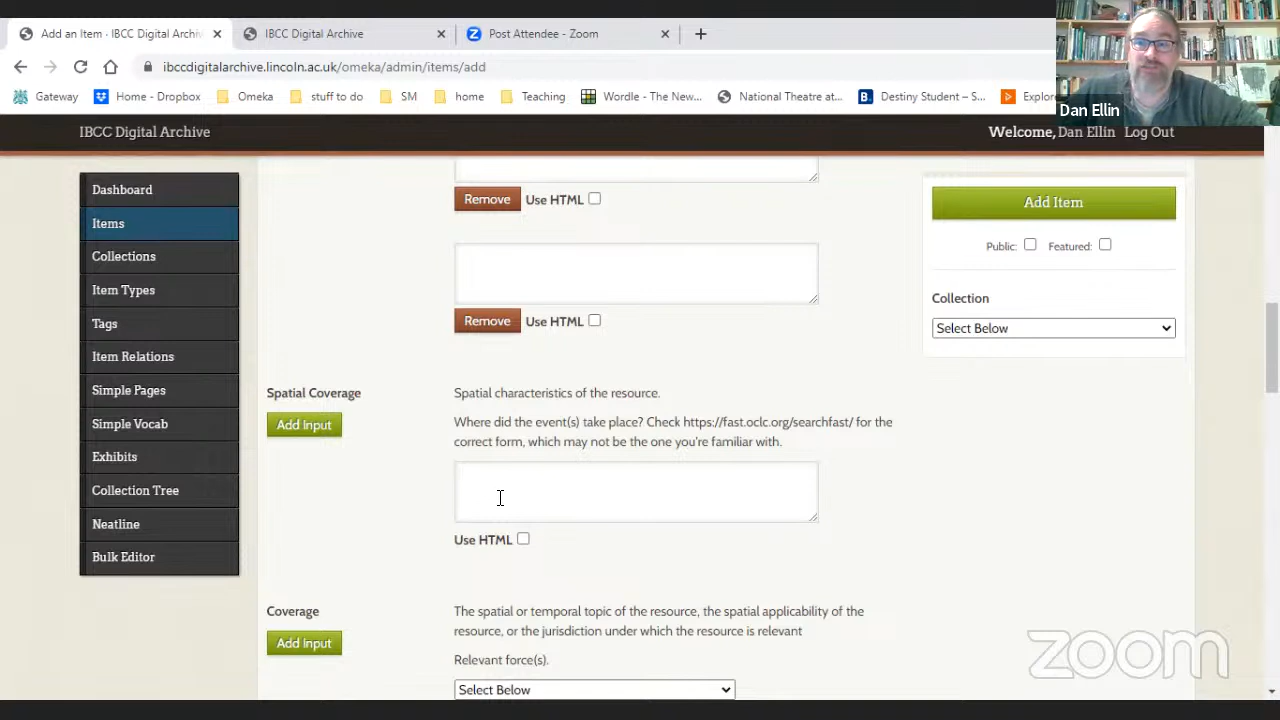 Add an Item · IBCC Digital Archiv
IBCC Digital Archive
Post Attendee - Zoom
ibccdigitalarchive.lincoln.ac.uk/omeka/admin/items/add
Gateway
Home - Dropbox
Omeka
stuff to do
SM
home
Teaching
Wordle - The New...
National Theatre at...
Destiny Student – S...
Explor
Dan Ellin
IBCC Digital Archive
Welcome, Dan Ellin Log Out
Dashboard
Items
Collections
Item Types
Tags
Item Relations
Simple Pages
Simple Vocab
Exhibits
Collection Tree
Neatline
Bulk Editor
Remove Use HTML
Remove Use HTML
Spatial Coverage
Add Input
Spatial characteristics of the resource.
Where did the event(s) take place? Check https://fast.oclc.org/searchfast/ for the
correct form, which may not be the one you're familiar with.
Use HTML
Coverage
Add Input
The spatial or temporal topic of the resource, the spatial applicability of the
resource, or the jurisdiction under which the resource is relevant
Relevant force(s).
Select Below
Add Item
Public: Featured:
Collection
Select Below
zoom